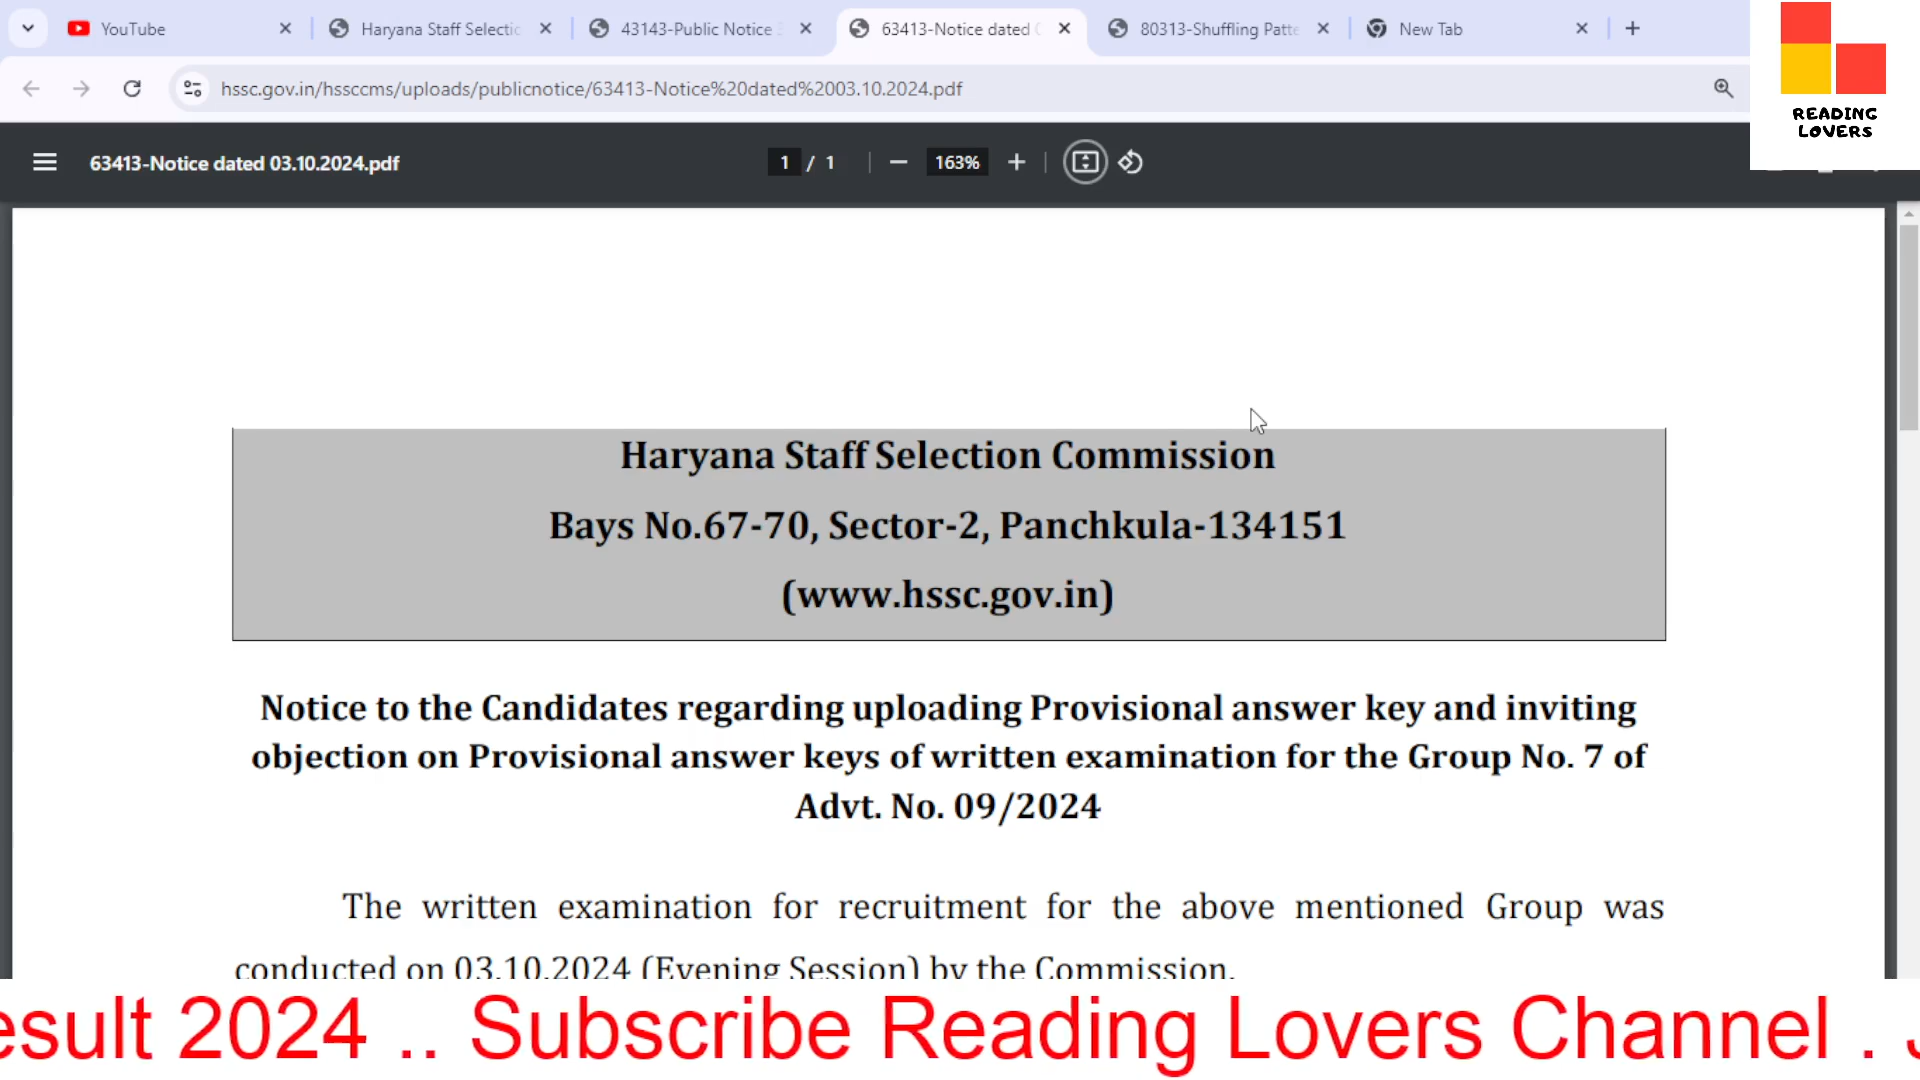 YouTube
Haryana Staff Selectio
43143-Public Notice
63413-Notice dated
80313-Shuffling Patte
New Tab
hssc.gov.in/hssccms/uploads/publicnotice/63413-Notice%20dated%2003.10.2024.pdf
READING
LOVERS
63413-Notice dated 03.10.2024.pdf
1 / 1
163%
Haryana Staff Selection Commission
Bays No.67-70, Sector-2, Panchkula-134151
(www.hssc.gov.in)
Notice to the Candidates regarding uploading Provisional answer key and inviting
objection on Provisional answer keys of written examination for the Group No. 7 of
Advt. No. 09/2024
The written examination for recruitment for the above mentioned Group was
conducted on 03.10.2024 (Evening Session) by the Commission.
esult 2024 .. Subscribe Reading Lovers Channel .